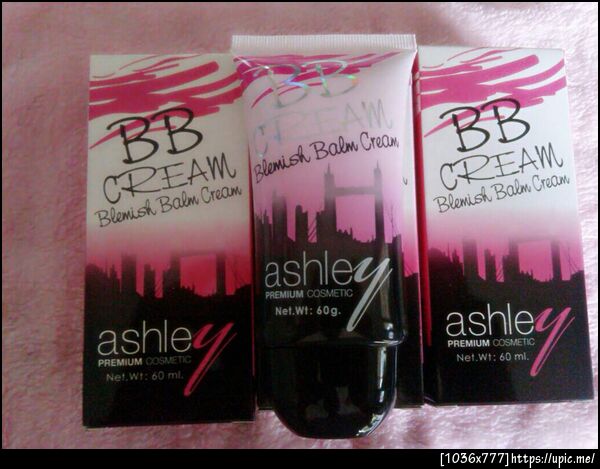 BB
CREAM
Blemish Balm Cream
ashley
PREMIUM COSMETIC
Net.Wt: 60 ml.
BB
CREAM
Blemish Balm Cream
ashley
PREMIUM COSMETIC
Net.Wt: 60g.
BB
CREAM
Blemish Balm Cream
ashley
PREMIUM COSMETIC
Net.Wt: 60 ml.
[1036x777]https://upic.me/